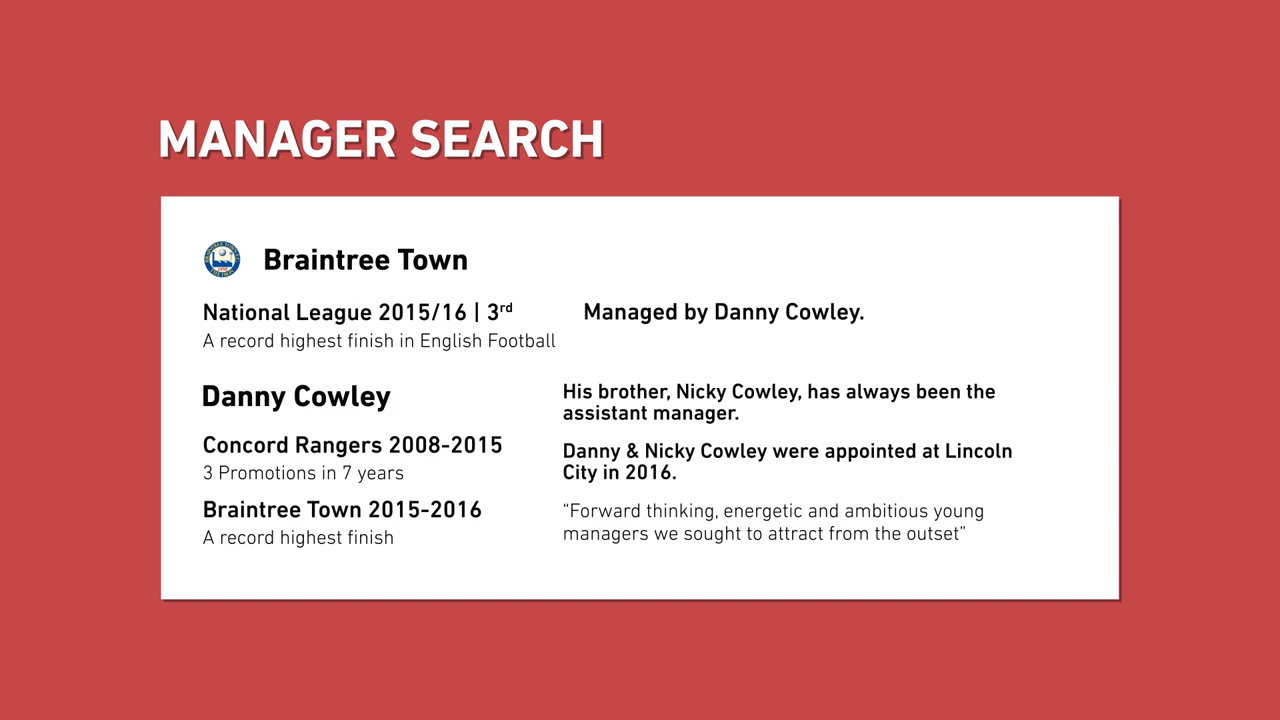 MANAGER SEARCH
Braintree Town
National League 2015/16 | 3rd
A record highest finish in English Football
Managed by Danny Cowley.
Danny Cowley
Concord Rangers 2008-2015
3 Promotions in 7 years
Braintree Town 2015-2016
A record highest finish
His brother, Nicky Cowley, has always been the
assistant manager.
Danny & Nicky Cowley were appointed at Lincoln
City in 2016.
“Forward thinking, energetic and ambitious young
managers we sought to attract from the outset”